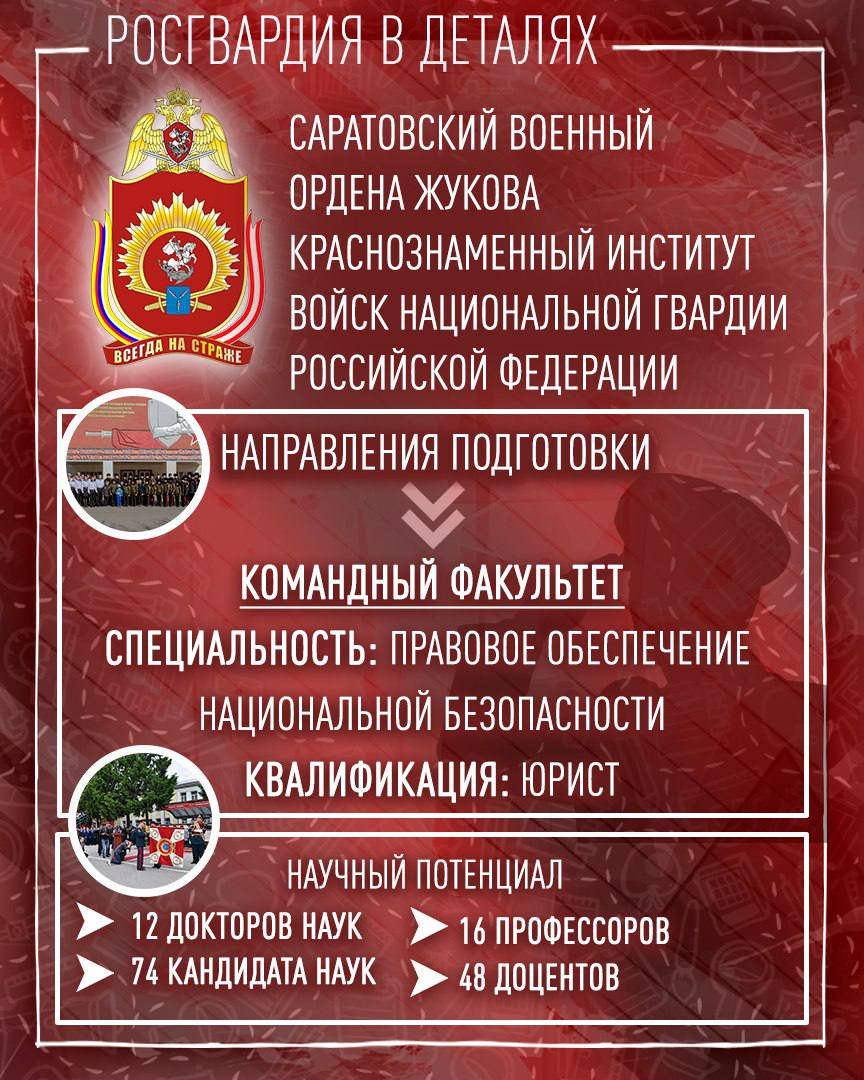 РОСГВАРДИЯ В ДЕТАЛЯХ
САРАТОВСКИЙ ВОЕННЫЙ
ОРДЕНА ЖУКОВА
КРАСНОЗНАМЕННЫЙ ИНСТИТУТ
ВОЙСК НАЦИОНАЛЬНОЙ ГВАРДИИ
РОССИЙСКОЙ ФЕДЕРАЦИИ
ВСЕГДА НА СТРАЖЕ
НАПРАВЛЕНИЯ ПОДГОТОВКИ
КОМАНДНЫЙ ФАКУЛЬТЕТ
СПЕЦИАЛЬНОСТЬ: ПРАВОВОЕ ОБЕСПЕЧЕНИЕ
НАЦИОНАЛЬНОЙ БЕЗОПАСНОСТИ
КВАЛИФИКАЦИЯ: ЮРИСТ
НАУЧНЫЙ ПОТЕНЦИАЛ
12 ДОКТОРОВ НАУК
16 ПРОФЕССОРОВ
74 КАНДИДАТА НАУК
48 ДОЦЕНТОВ